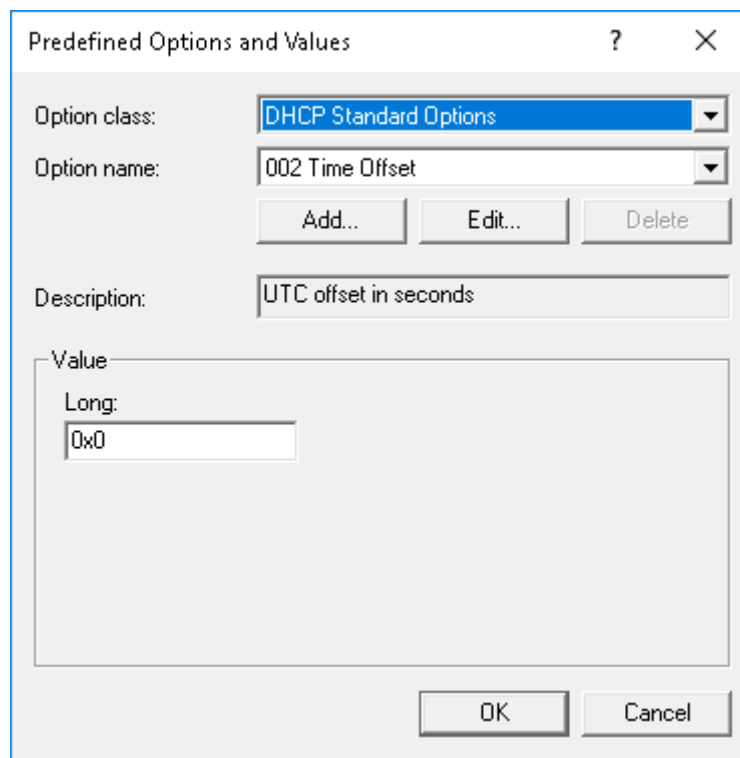 Predefined Options and Values ?
Option class: DHCP Standard Options
Option name: 002 Time Offset
Add... Edit... Delete
Description: UTC offset in seconds
Value
Long:
0x0
OK Cancel